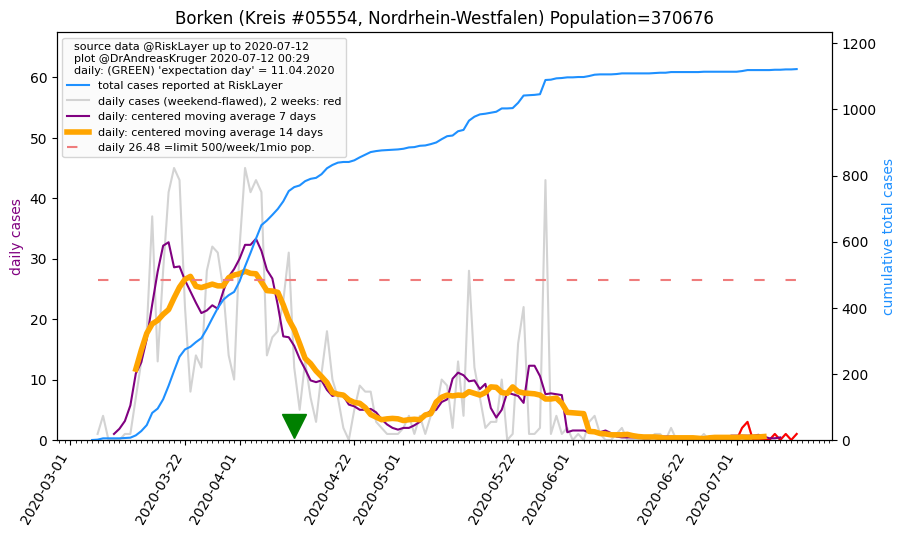 Borken (Kreis #05554, Nordrhein-Westfalen) Population=370676
source data @RiskLayer up to 2020-07-12
plot @DrAndreasKruger 2020-07-12 00:29
daily: (GREEN) 'expectation day' = 11.04.2020
total cases reported at RiskLayer
daily cases (weekend-flawed), 2 weeks: red
daily: centered moving average 7 days
daily: centered moving average 14 days
daily 26.48 =limit 500/week/1mio pop.
daily cases
60
50
40
30
20
10
0
1200
1000
800
600
400
200
0
cumulative total cases
2020-03-01
2020-03-22
2020-04-01
2020-04-22
2020-05-01
2020-05-22
2020-06-01
2020-06-22
2020-07-01